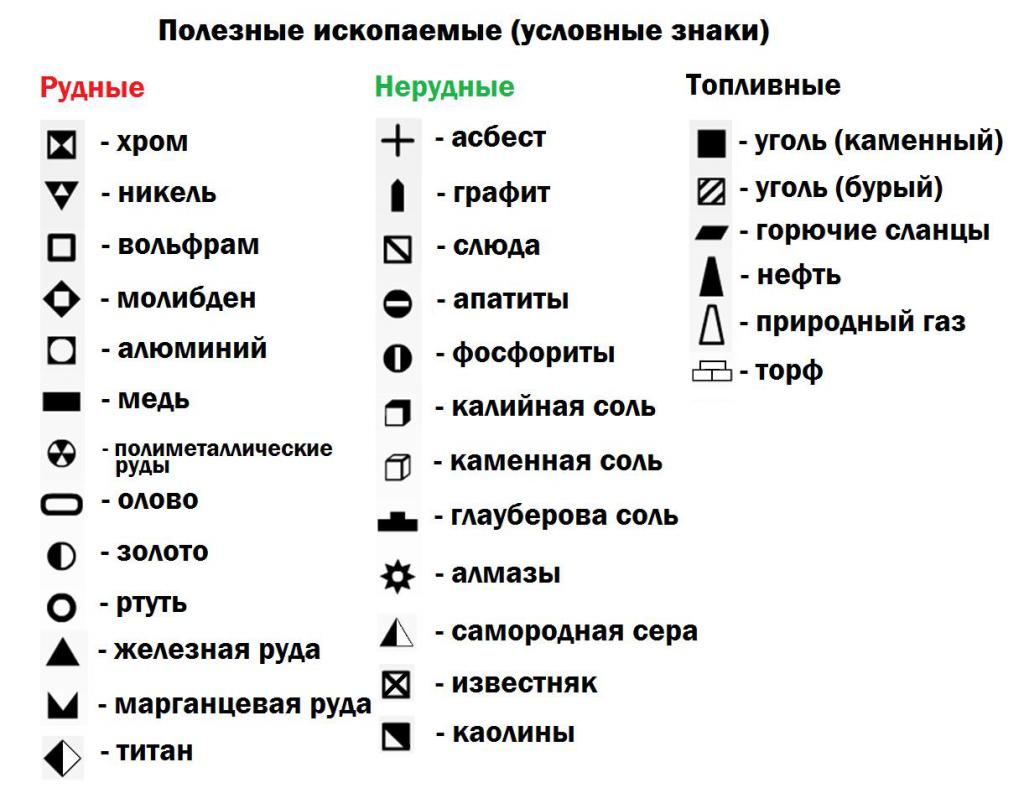 Полезные ископаемые (условные знаки)
Рудные
- хром
- никель
- вольфрам
- молибден
- алюминий
- медь
- полиметаллические
руды
- олово
- золото
- ртуть
- железная руда
- марганцевая руда
- титан
Нерудные
- асбест
- графит
- слюда
- апатиты
- фосфориты
- калийная соль
- каменная соль
- глауберова соль
- алмазы
- самородная сера
- известняк
- каолины
Топливные
- уголь (каменный)
- уголь (бурый)
- горючие сланцы
- нефть
- природный газ
- торф